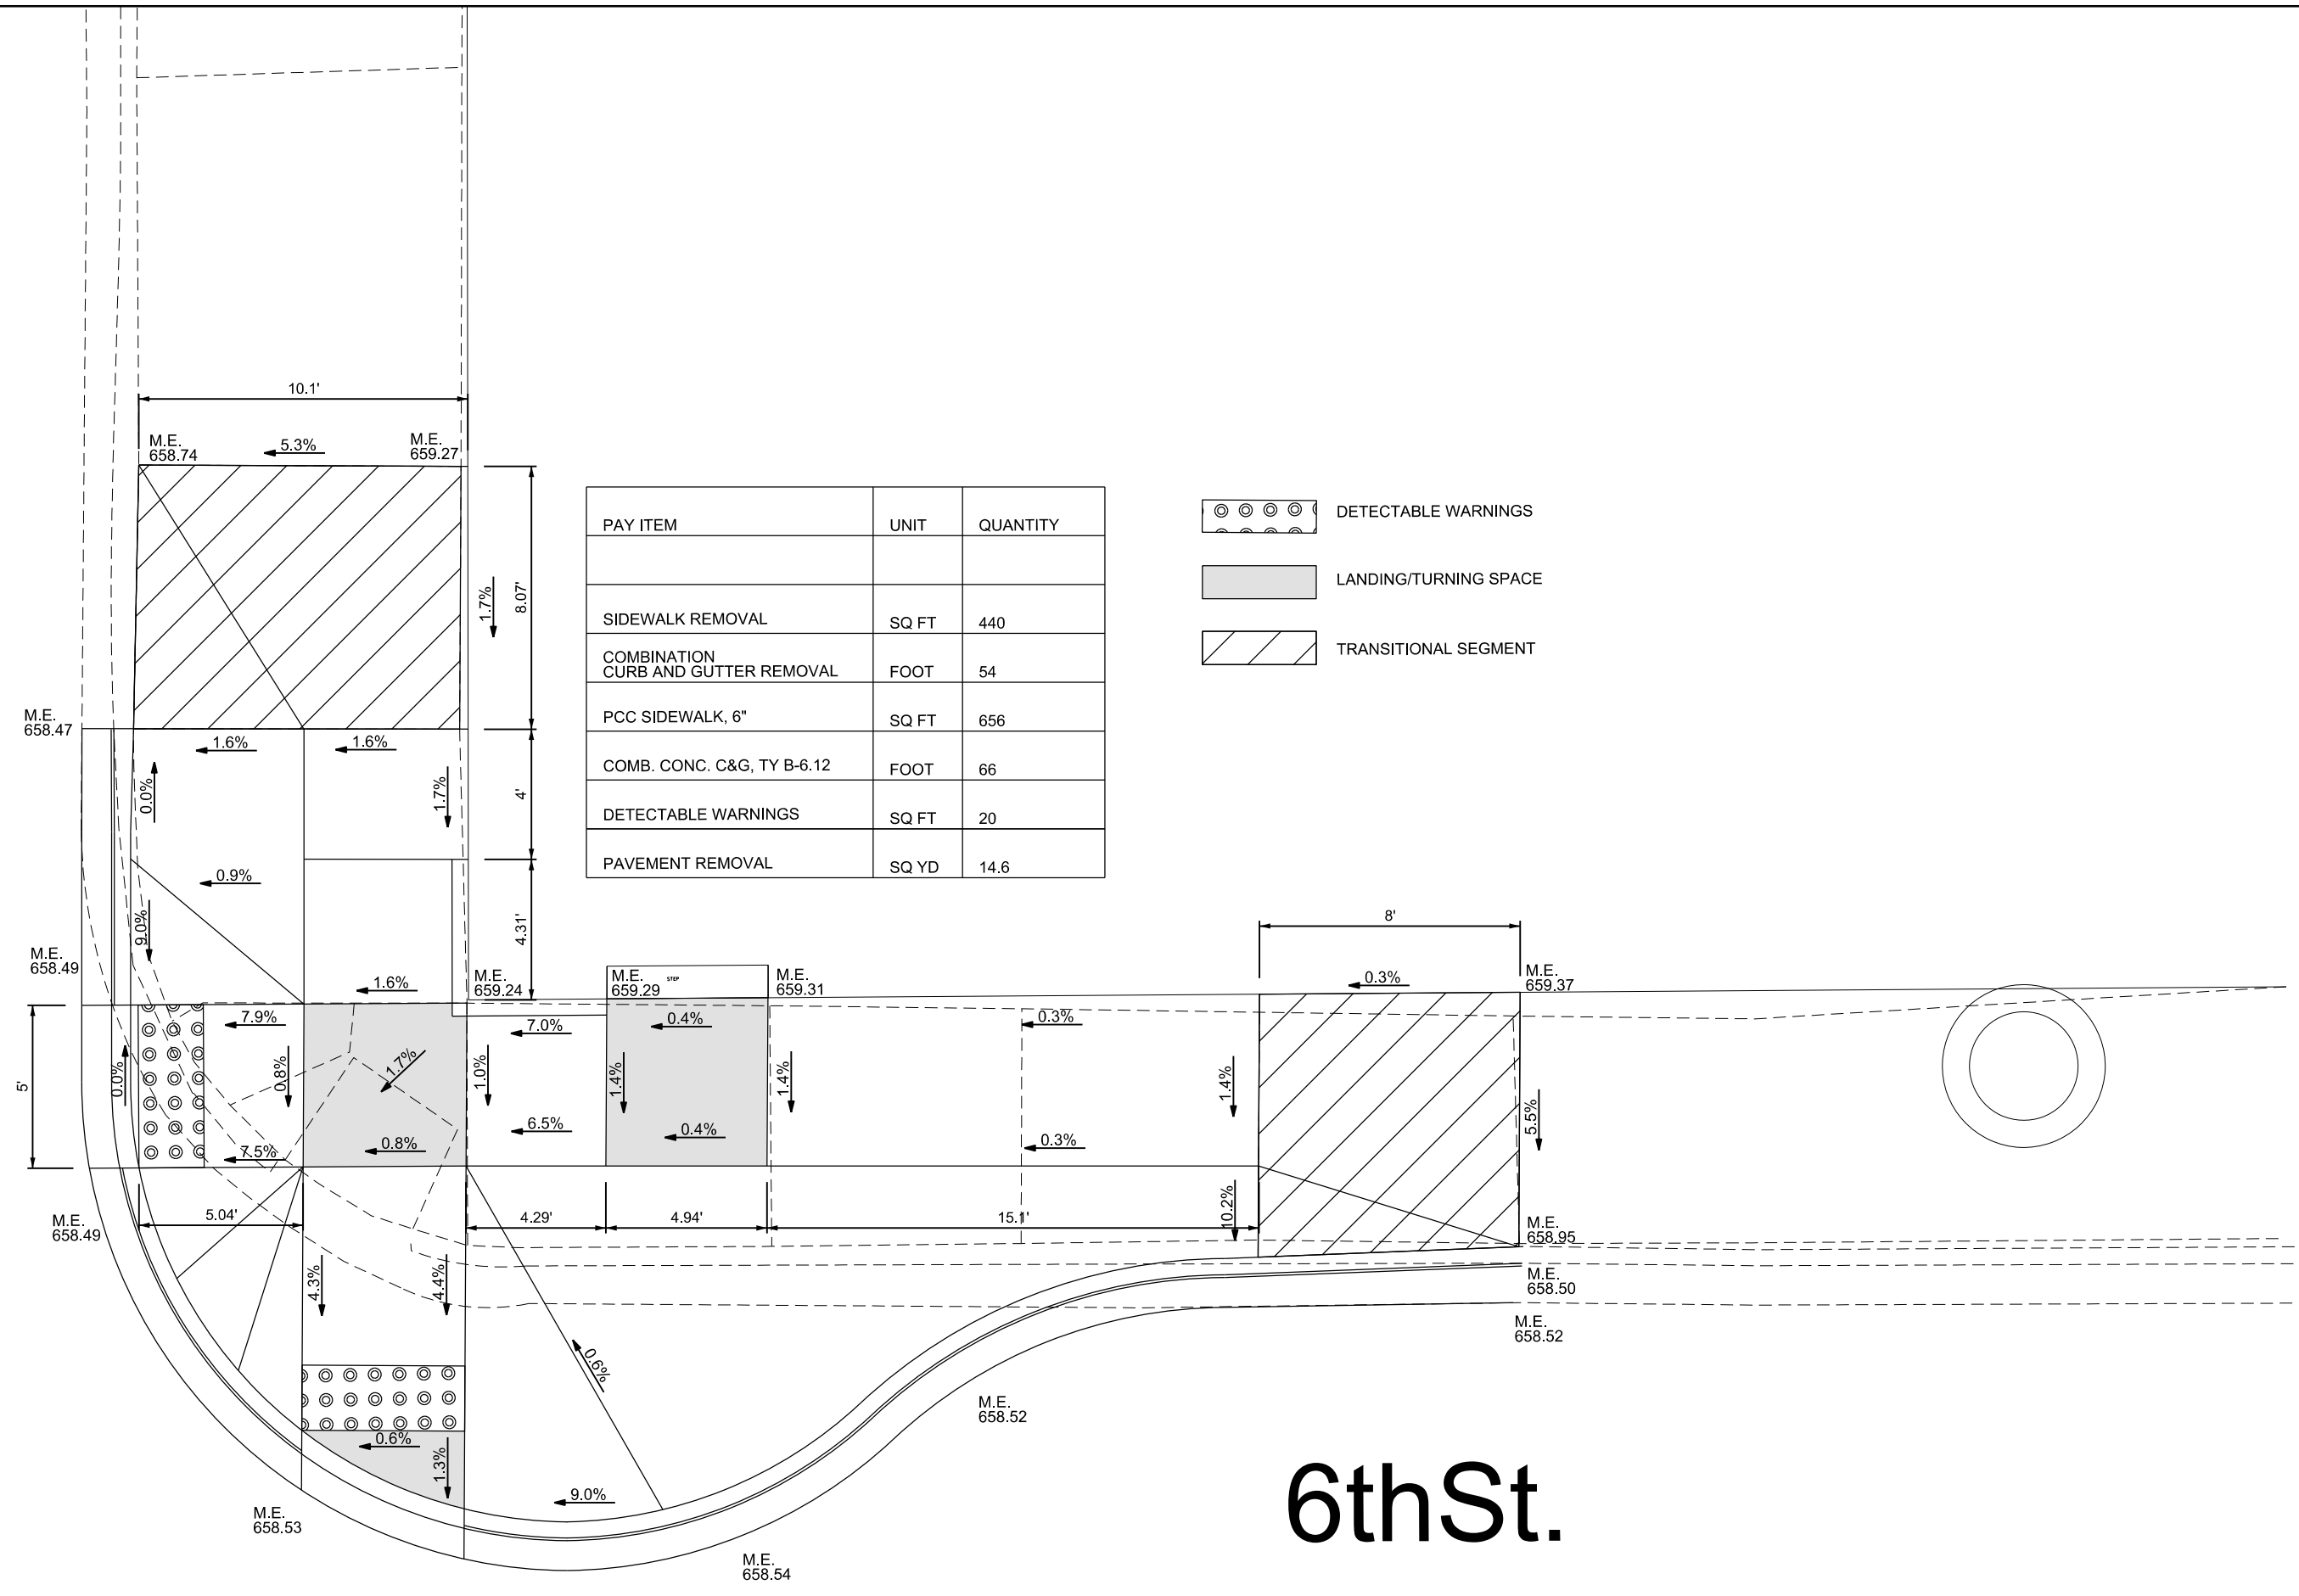 10.1'
M.E.
658.74
5.3%
M.E.
659.27
1.7%
8.07'
PAY ITEM UNIT QUANTITY
SIDEWALK REMOVAL SQ FT 440
COMBINATION
CURB AND GUTTER REMOVAL FOOT 54
PCC SIDEWALK, 6" SQ FT 656
COMB. CONC. C&G, TY B-6.12 FOOT 66
DETECTABLE WARNINGS SQ FT 20
PAVEMENT REMOVAL SQ YD 14.6
DETECTABLE WARNINGS
LANDING/TURNING SPACE
TRANSITIONAL SEGMENT
M.E.
658.47
1.6%
1.6%
0.0%
1.7%
4'
0.9%
9.0%
4.31'
M.E.
658.49
1.6%
M.E.
659.24
M.E.
659.29
STEP
M.E.
659.31
8'
0.3%
M.E.
659.37
5'
7.9%
7.0%
0.4%
0.3%
0.0%
0.8%
1.7%
1.0%
1.4%
1.4%
1.4%
5.5%
7.5%
0.8%
6.5%
0.4%
0.3%
M.E.
658.49
5.04'
4.29'
4.94'
15.1'
10.2%
M.E.
658.95
4.3%
4.4%
M.E.
658.50
M.E.
658.52
0.6%
M.E.
658.52
0.6%
1.3%
9.0%
M.E.
658.53
M.E.
658.54
6thSt.